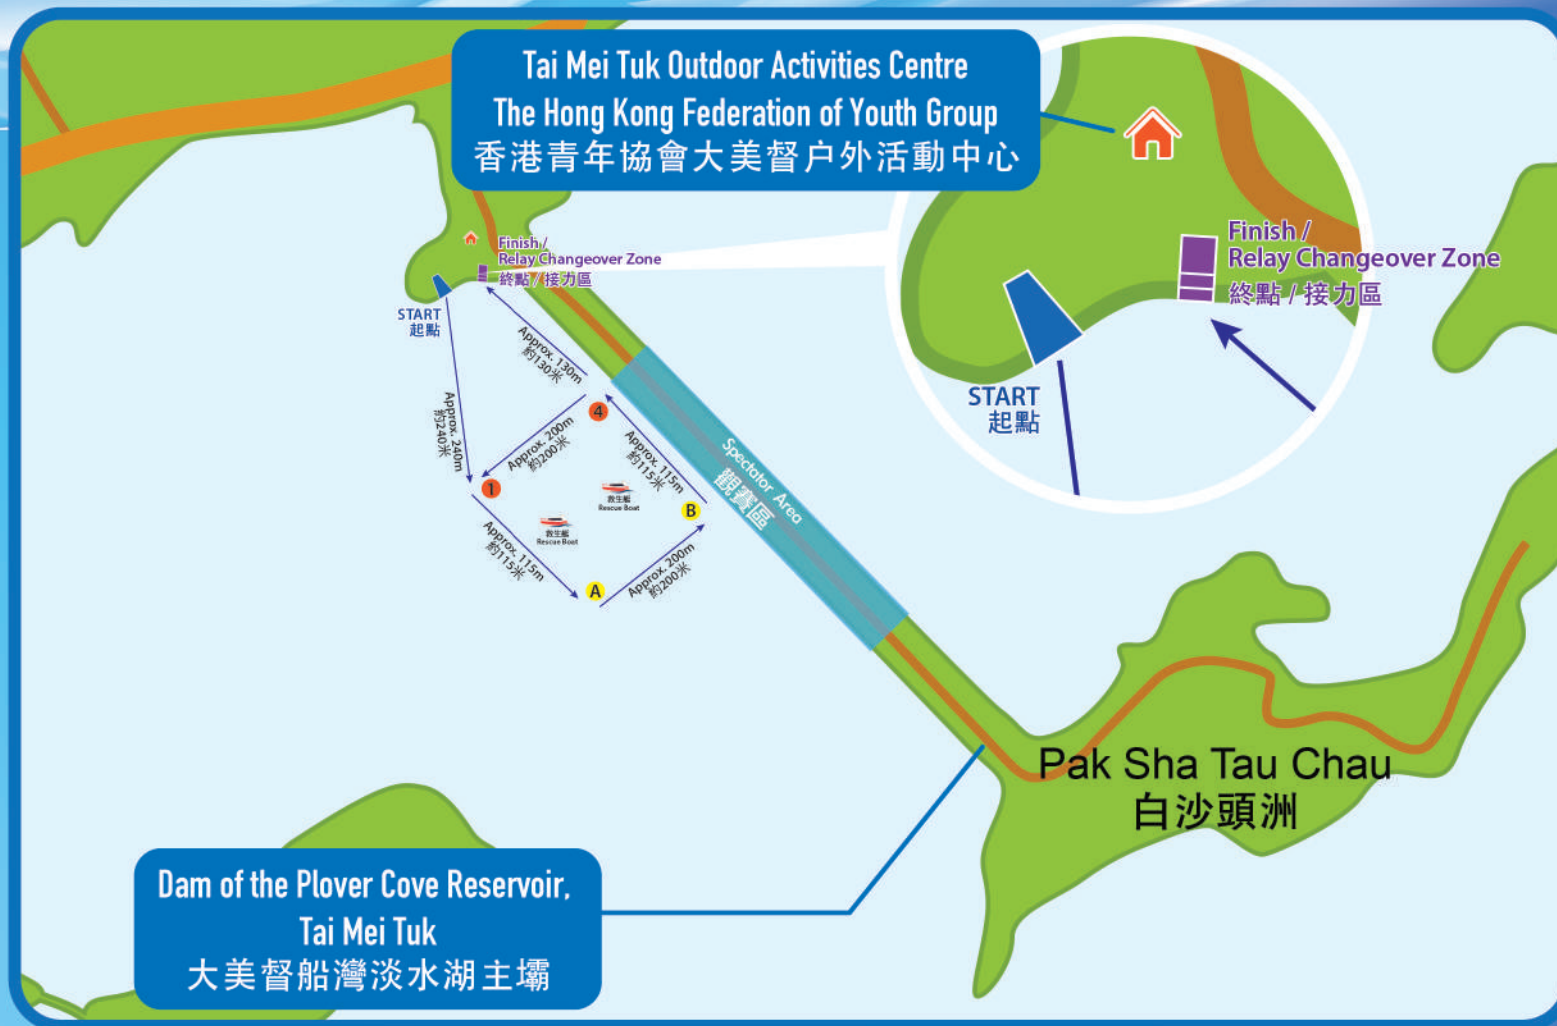 Tai Mei Tuk Outdoor Activities Centre
The Hong Kong Federation of Youth Group
香港青年協會大美督户外活動中心
Finish /
Relay Changeover Zone
終點 / 接力區
START
起點
Finish /
Relay Changeover Zone
終點 / 接力區
START
起點
Approx. 130m
約130米
Approx. 240m
約240米
4
Approx. 200m
約200米
Approx. 115m
約115米
1
救生艇
Rescue Boat
救生艇
Rescue Boat
B
Approx. 115m
約115米
A
Approx. 200m
約200米
Spectator Area
觀賽區
Pak Sha Tau Chau
白沙頭洲
Dam of the Plover Cove Reservoir,
Tai Mei Tuk
大美督船灣淡水湖主壩